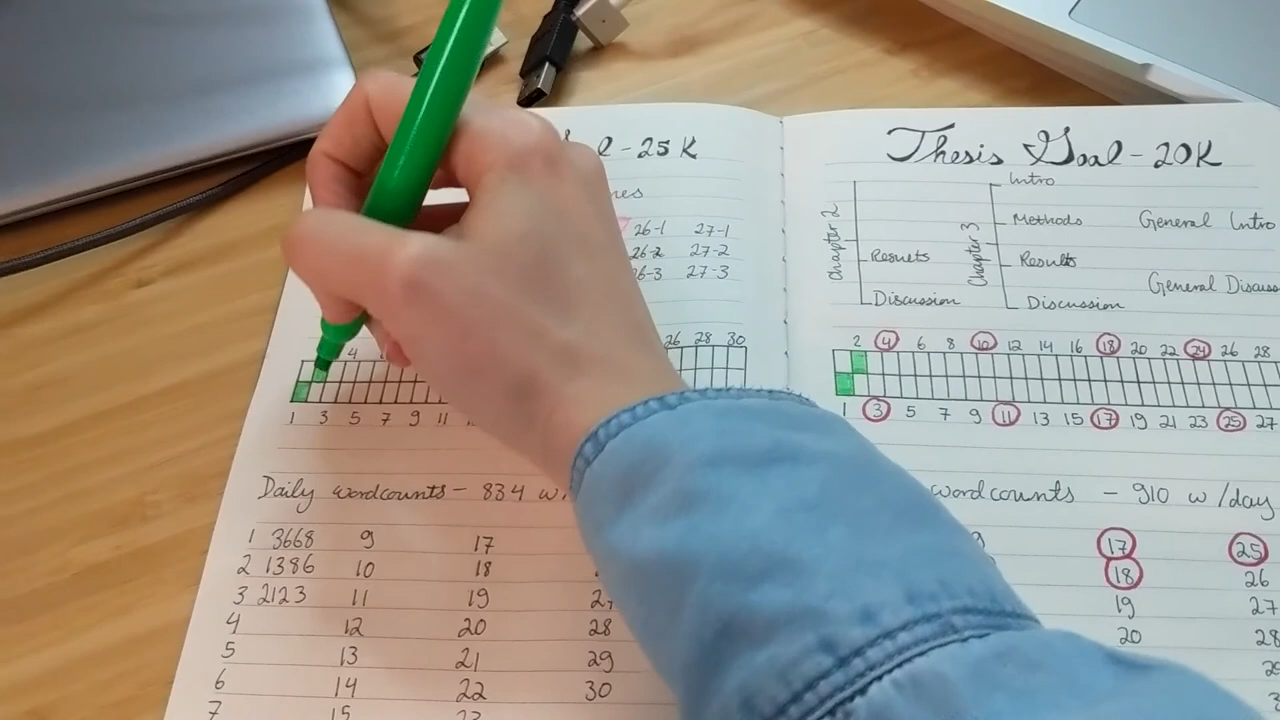 - 25K
26-1 27-1
26-2 27-2
26-3 27-3
4 26 28 30
1 3 5 7 9 11
Daily wordcounts - 834
1 3668 9 17
2 1386 10 18
3 2123 11 19
4 12 20 28
5 13 21 29
6 14 22 30
7 15 23
Thesis Goal - 20K
Chapter 2
Results
Discussion
Chapter 3
Intro
Methods
Results
Discussion
General Intro
General
2 4 6 8 10 12 14 16 18 20 22 24 26 28
1 3 5 7 9 11 13 15 17 19 21 23 25 27
wordcounts - 910 w/day
17 25
18 26
19 27
20 28